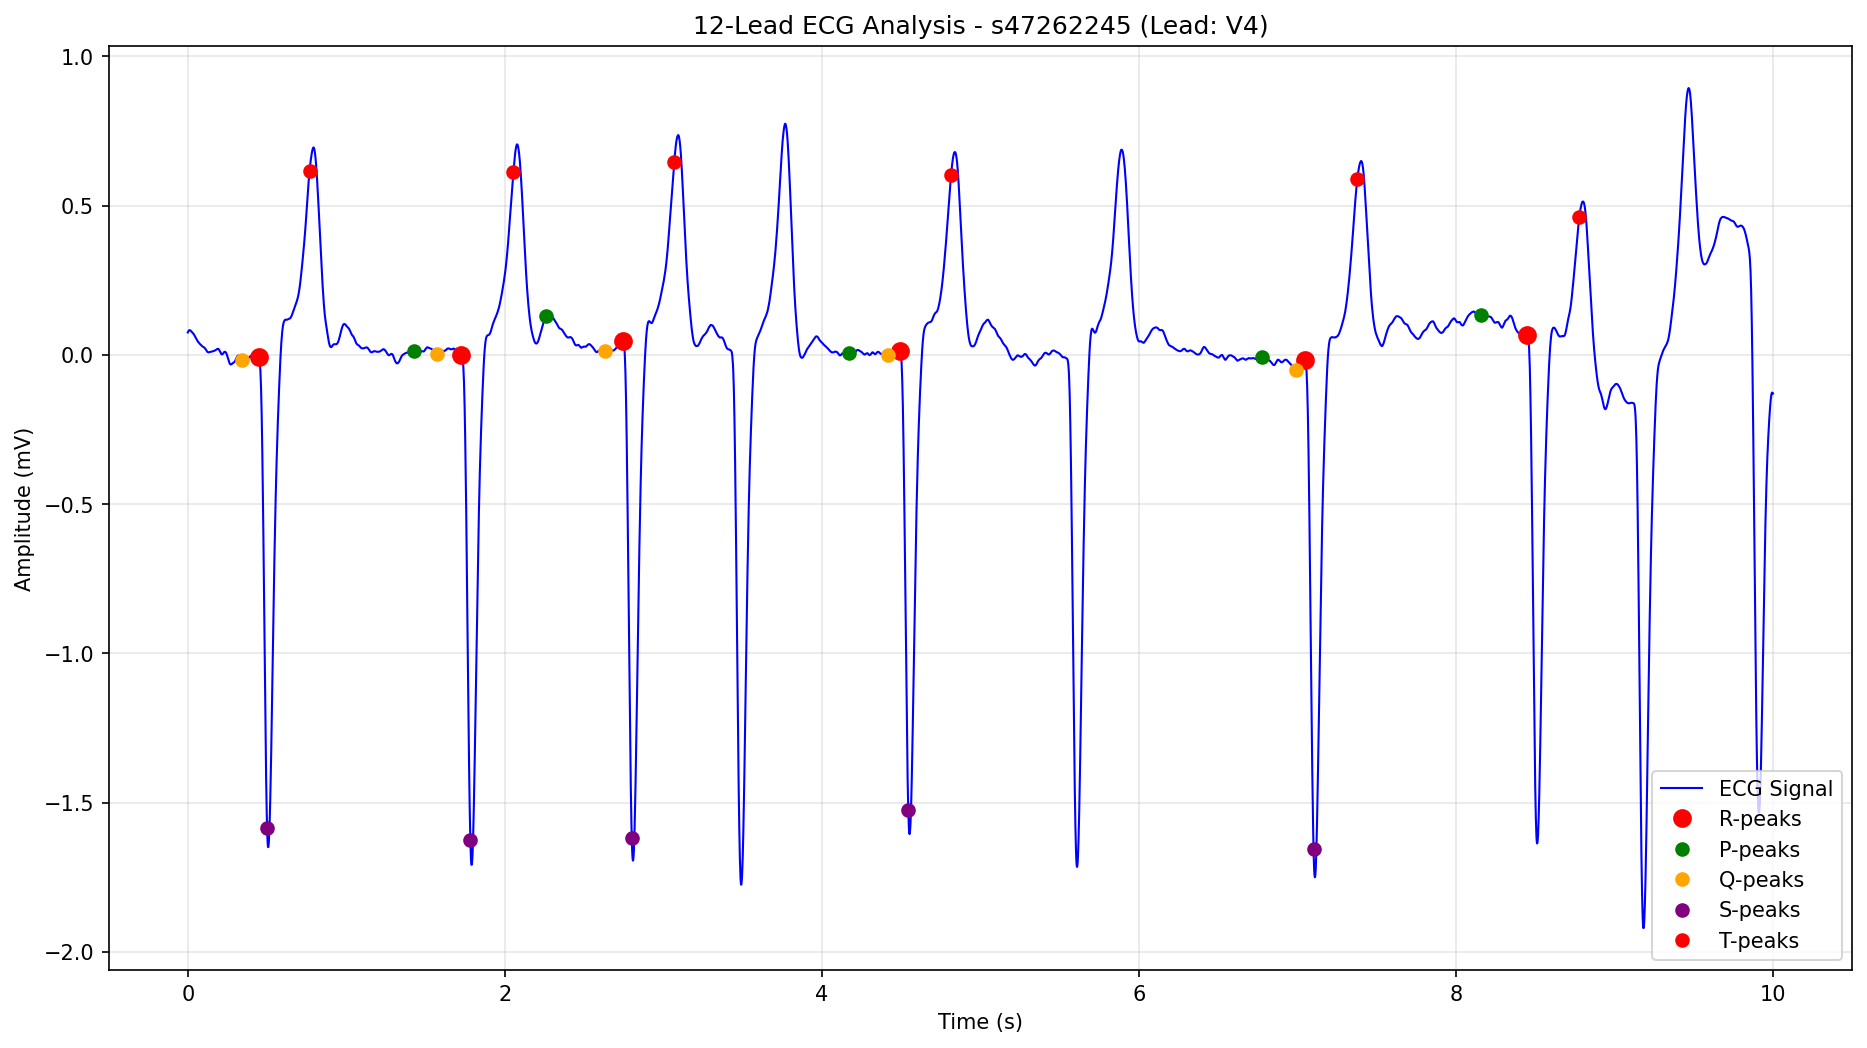 12-Lead ECG Analysis - s47262245 (Lead: V4)
1.0
0.5
0.0
−0.5
−1.0
−1.5
−2.0
Amplitude (mV)
ECG Signal
R-peaks
P-peaks
Q-peaks
S-peaks
T-peaks
0 2 4 6 8 10
Time (s)